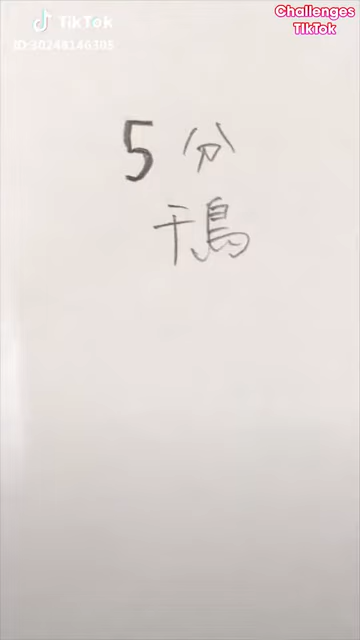 TikTok
ID:30248146305
Challenges
TIkTok
5分
千鳥